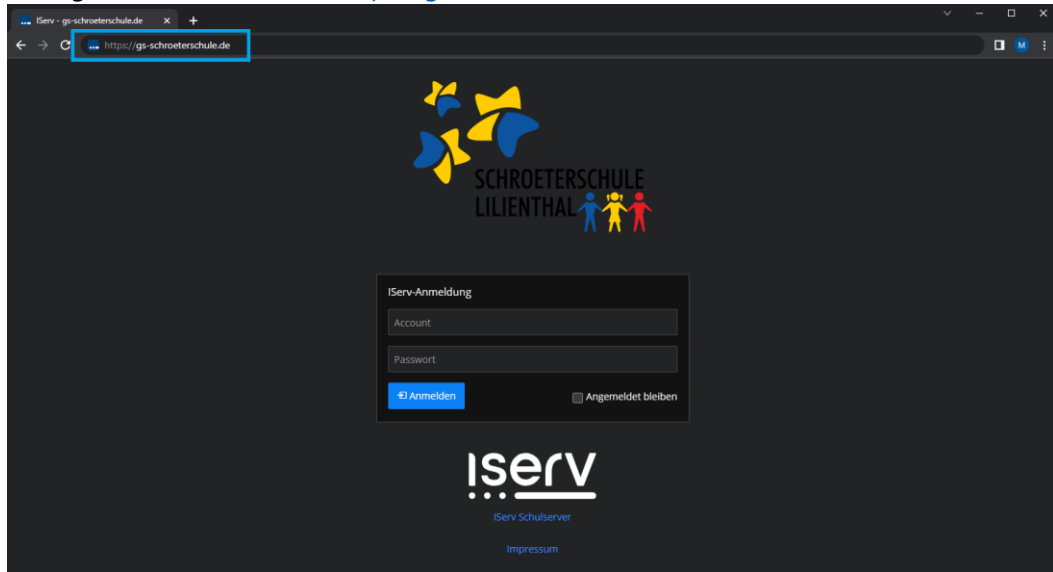 IServ - gs-schroeterschule.de
https://gs-schroeterschule.de
M
SCHROETERSCHULE
LILIENTHAL
IServ-Anmeldung
Account
Passwort
Anmelden
Angemeldet bleiben
Iserv
IServ Schulserver
Impressum